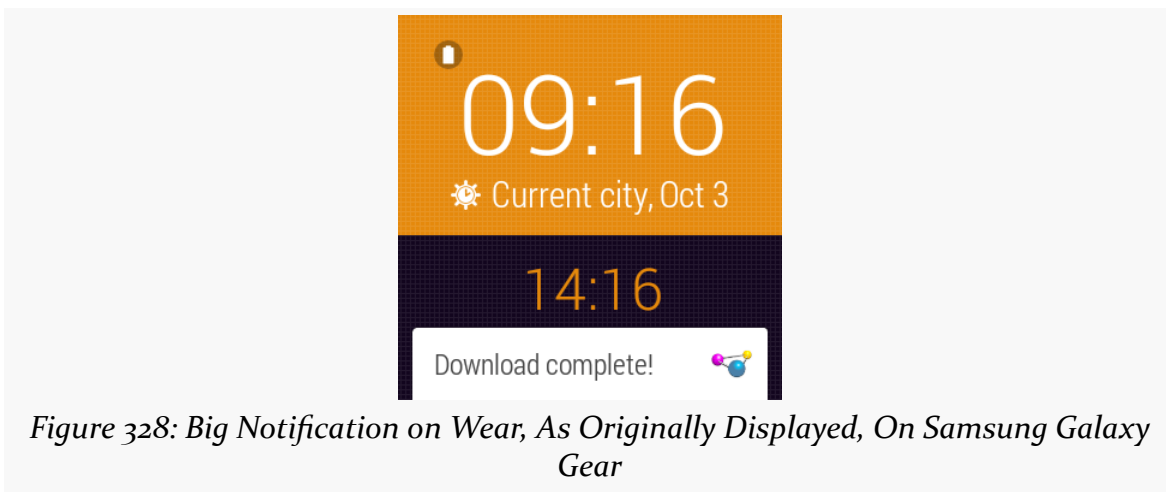 09:16
Current city, Oct 3
14:16
Download complete!
Figure 328: Big Notification on Wear, As Originally Displayed, On Samsung Galaxy
Gear